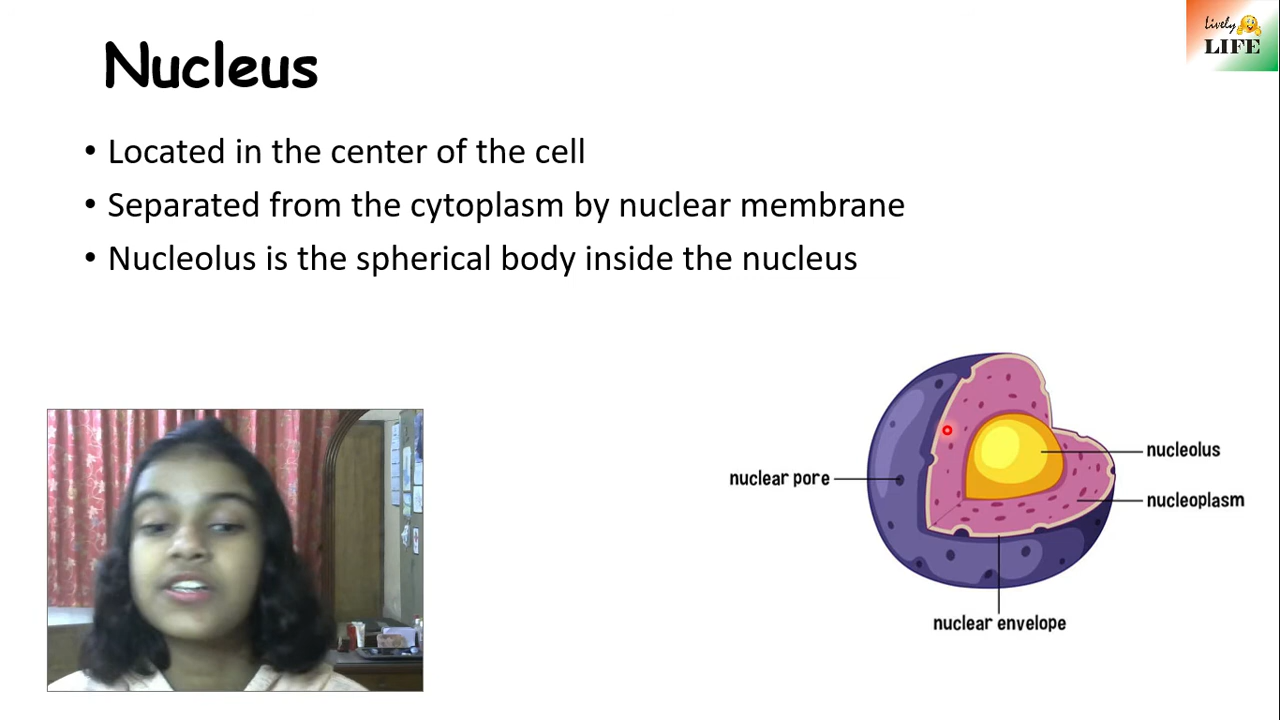 Nucleus
Lively
LIFE
• Located in the center of the cell
• Separated from the cytoplasm by nuclear membrane
• Nucleolus is the spherical body inside the nucleus
nucleolus
nuclear pore
nucleoplasm
nuclear envelope